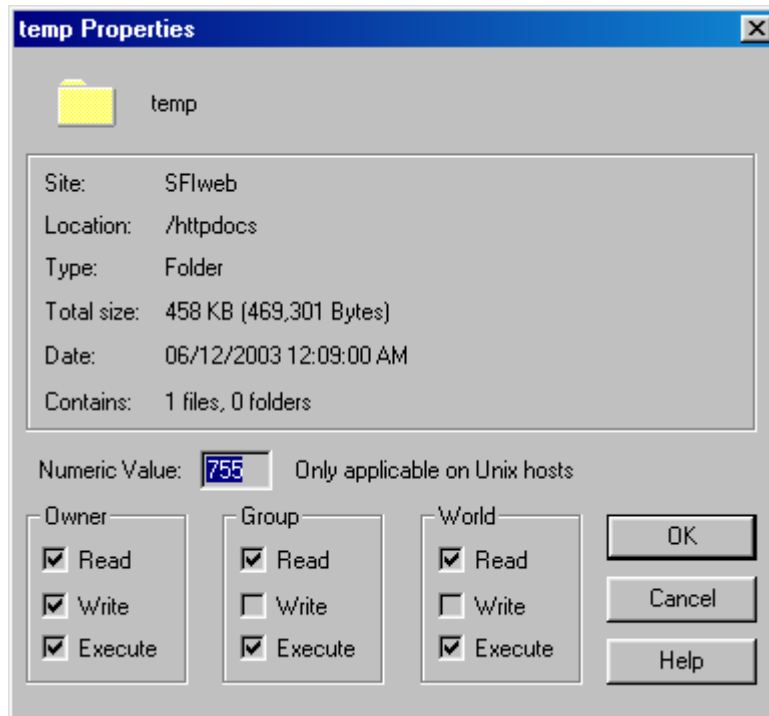 temp Properties
temp
Site: SFIweb
Location: /httpdocs
Type: Folder
Total size: 458 KB (469,301 Bytes)
Date: 06/12/2003 12:09:00 AM
Contains: 1 files, 0 folders
Numeric Value: 755 Only applicable on Unix hosts
Owner Group World
Read Read Read OK
Write Write Write Cancel
Execute Execute Execute Help